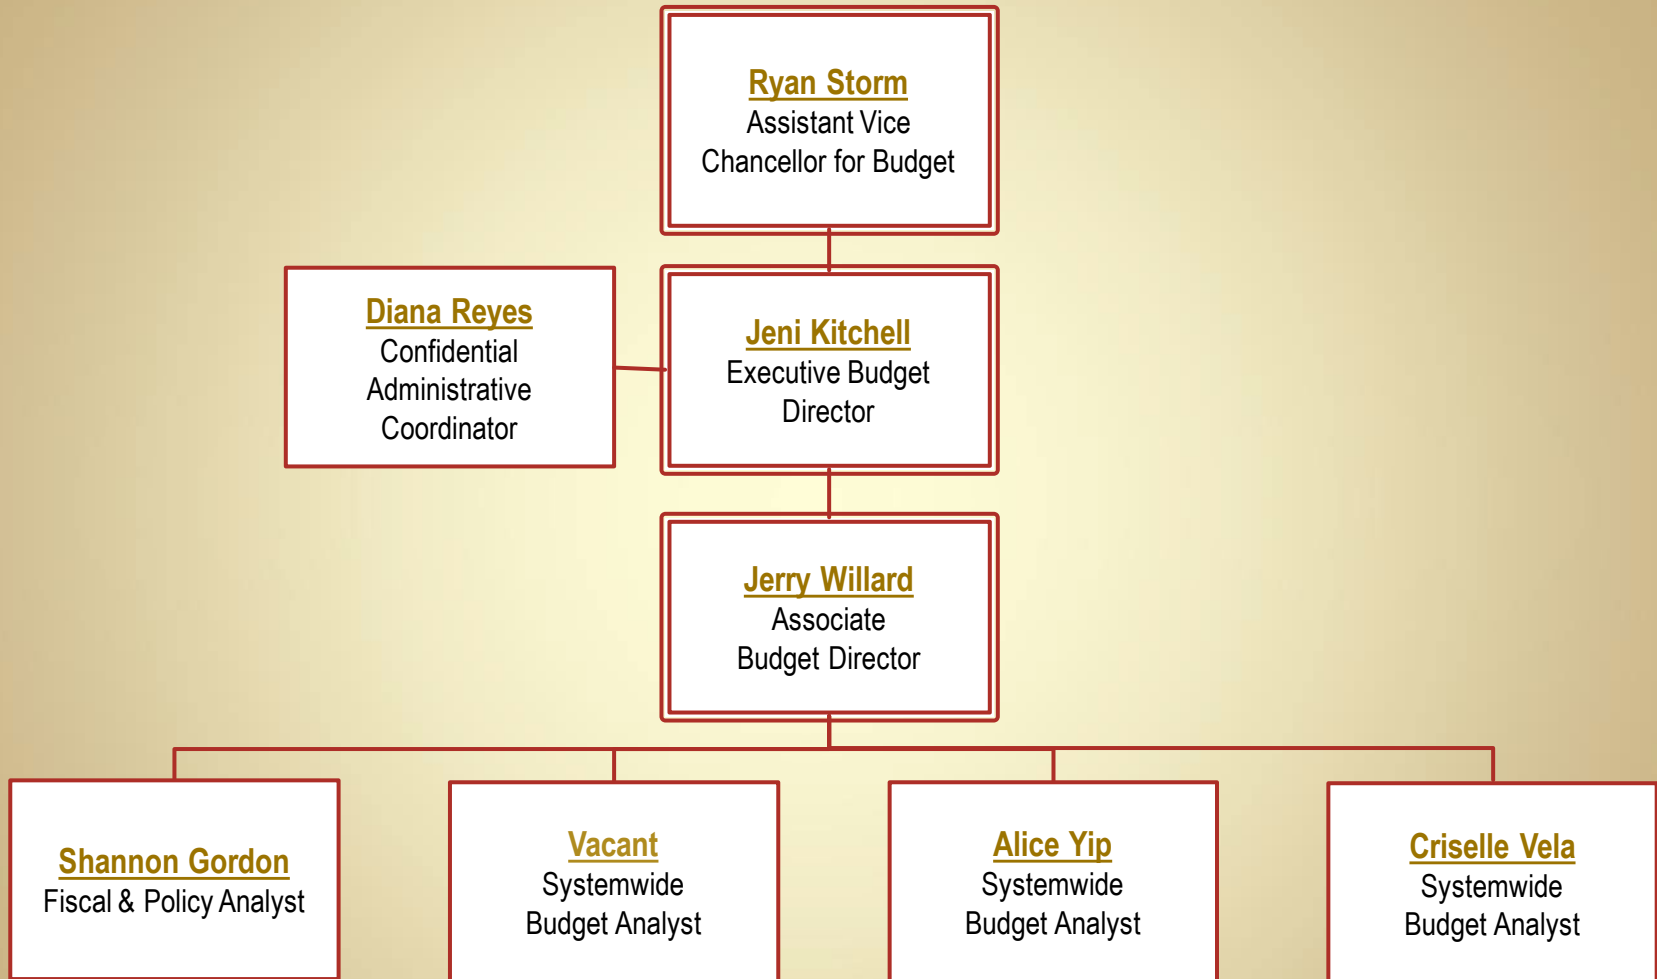 Ryan Storm
Assistant Vice
Chancellor for Budget
Diana Reyes
Confidential
Administrative
Coordinator
Jeni Kitchell
Executive Budget
Director
Jerry Willard
Associate
Budget Director
Shannon Gordon
Fiscal & Policy Analyst
Vacant
Systemwide
Budget Analyst
Alice Yip
Systemwide
Budget Analyst
Criselle Vela
Systemwide
Budget Analyst